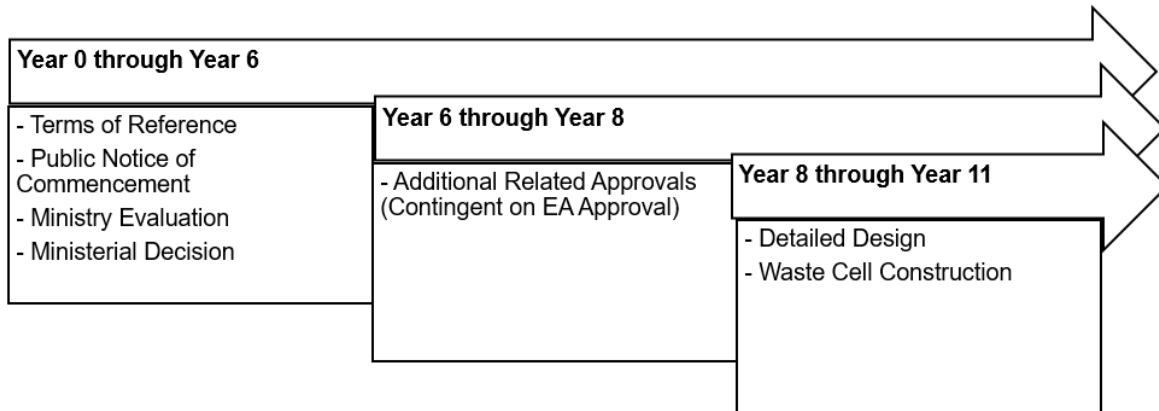 Year 0 through Year 6
- Terms of Reference
- Public Notice of
Commencement
- Ministry Evaluation
- Ministerial Decision
Year 6 through Year 8
- Additional Related Approvals
(Contingent on EA Approval)
Year 8 through Year 11
- Detailed Design
- Waste Cell Construction